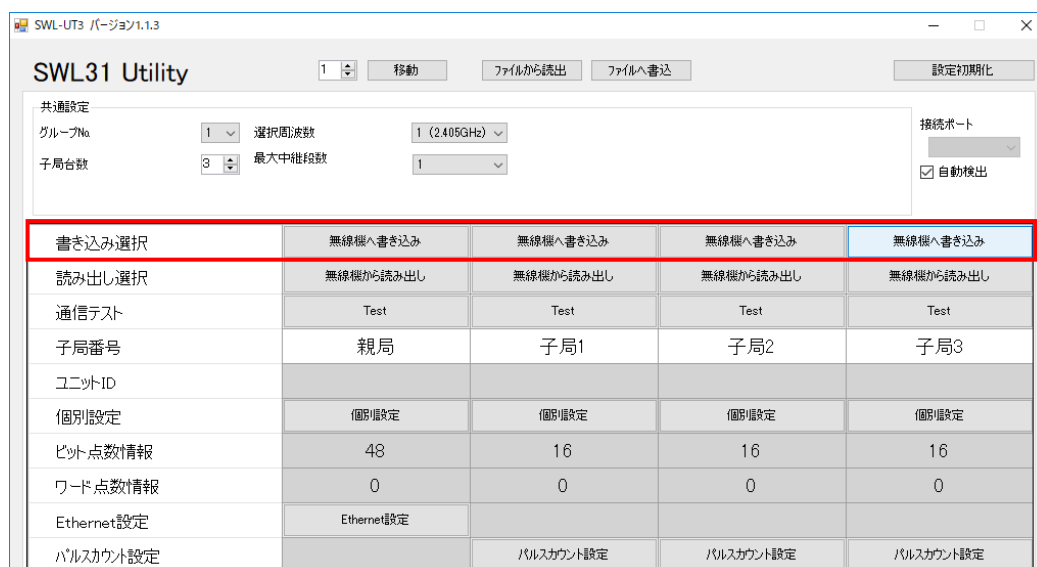 SWL-UT3 バージョン1.1.3
SWL31 Utility 1 移動 ファイルから読出 ファイルへ書込 設定初期化
共通設定
グループNo. 1 選択周波数 1 (2.405GHz) 接続ポート
子局台数 3 最大中継段数 1 自動検出
書き込み選択 無線機へ書き込み 無線機へ書き込み 無線機へ書き込み 無線機へ書き込み
読み出し選択 無線機から読み出し 無線機から読み出し 無線機から読み出し 無線機から読み出し
通信テスト Test Test Test Test
子局番号 親局 子局1 子局2 子局3
ユニットID
個別設定 個別設定 個別設定 個別設定 個別設定
ビット点数情報 48 16 16 16
ワード点数情報 0 0 0 0
Ethernet設定 Ethernet設定
パルスカウント設定 パルスカウント設定 パルスカウント設定 パルスカウント設定